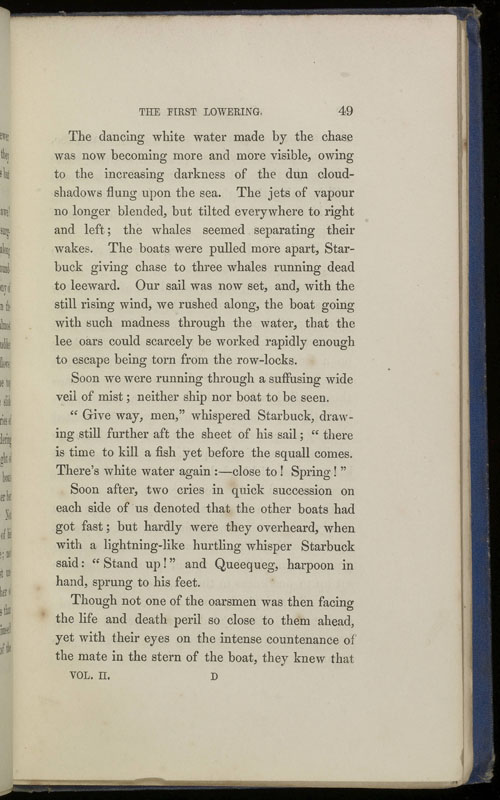 THE FIRST LOWERING. 49
The dancing white water made by the chase
was now becoming more and more visible, owing
to the increasing darkness of the dun cloud-
shadows flung upon the sea. The jets of vapour
no longer blended, but tilted everywhere to right
and left; the whales seemed separating their
wakes. The boats were pulled more apart, Star-
buck giving chase to three whales running dead
to leeward. Our sail was now set, and, with the
still rising wind, we rushed along, the boat going
with such madness through the water, that the
lee oars could scarcely be worked rapidly enough
to escape being torn from the row-locks.
Soon we were running through a suffusing wide
veil of mist; neither ship nor boat to be seen.
“Give way, men,” whispered Starbuck, draw-
ing still further aft the sheet of his sail; “there
is time to kill a fish yet before the squall comes.
There’s white water again:—close to! Spring!”
Soon after, two cries in quick succession on
each side of us denoted that the other boats had
got fast; but hardly were they overheard, when
with a lightning-like hurtling whisper Starbuck
said: “Stand up!” and Queequeg, harpoon in
hand, sprung to his feet.
Though not one of the oarsmen was then facing
the life and death peril so close to them ahead,
yet with their eyes on the intense countenance of
the mate in the stern of the boat, they knew that
VOL. II. D